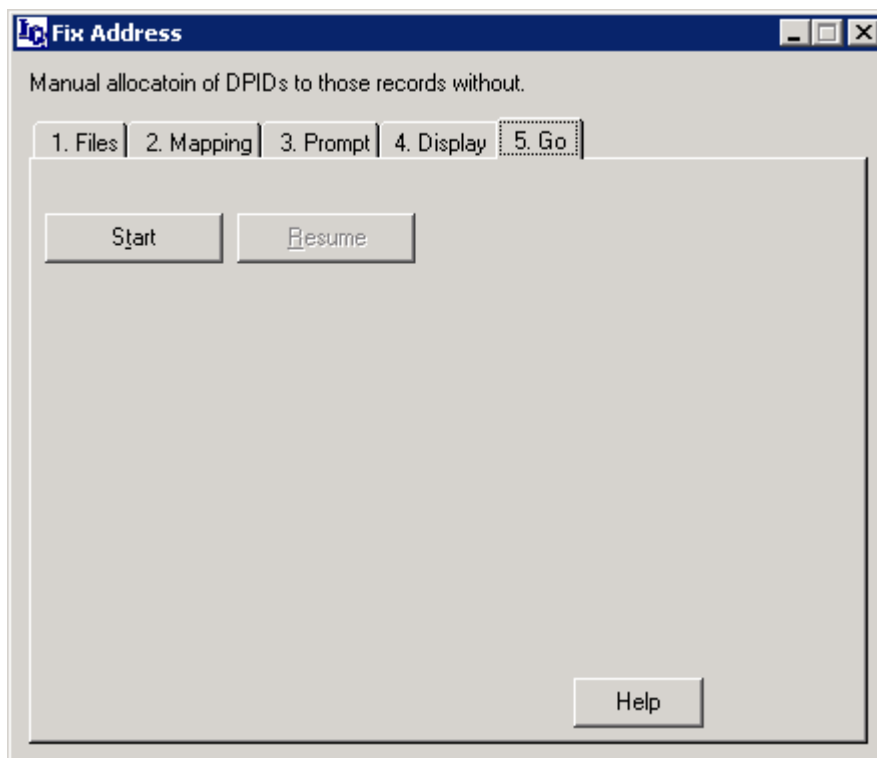 Fix Address
Manual allocatoin of DPIDs to those records without.
1. Files 2. Mapping 3. Prompt 4. Display 5. Go
Start Resume
Help